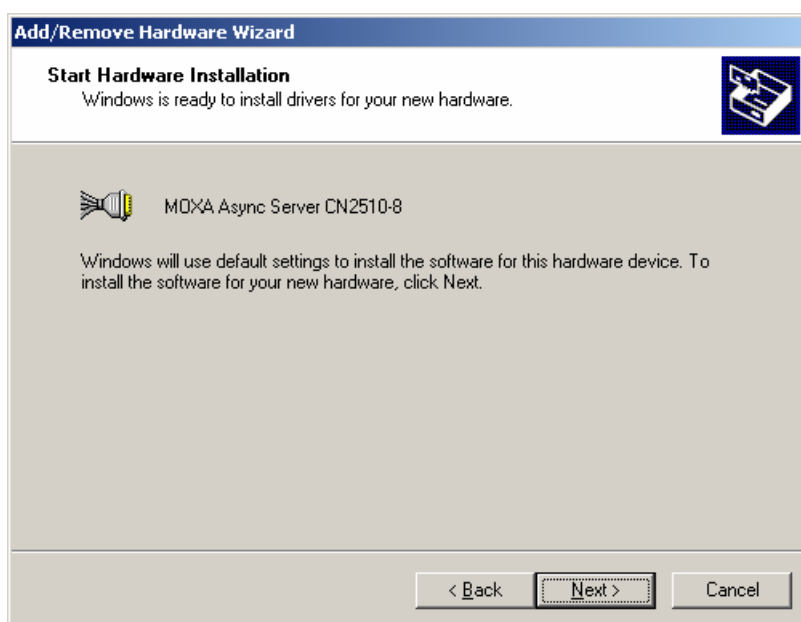 Add/Remove Hardware Wizard
Start Hardware Installation
Windows is ready to install drivers for your new hardware.
MOXA Async Server CN2510-8
Windows will use default settings to install the software for this hardware device. To
install the software for your new hardware, click Next.
< Back Next > Cancel